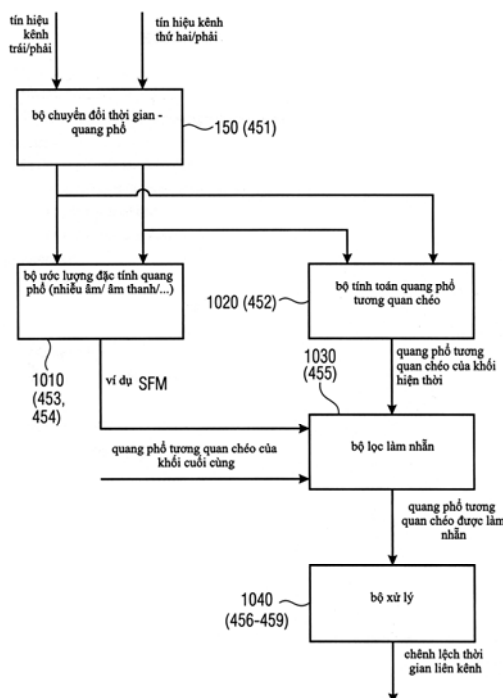 tín hiệu
kênh
trái/phải
tín hiệu kênh
thứ hai/phải
bộ chuyển đổi thời gian -
quang phổ
150 (451)
bộ ước lượng đặc tính quang
phổ (nhiễu âm/ âm thanh/...)
1010
(453,
454)
bộ tính toán quang phổ
tương quan chéo
1020 (452)
quang phổ tương
quan chéo của khối
hiện thời
1030
(455)
ví dụ SFM
quang phổ tương quan chéo của
khối cuối cùng
bộ lọc làm nhẵn
quang phổ tương
quan chéo được làm
nhẵn
bộ xử lý
1040
(456-459)
chênh lệch thời
gian liên kênh